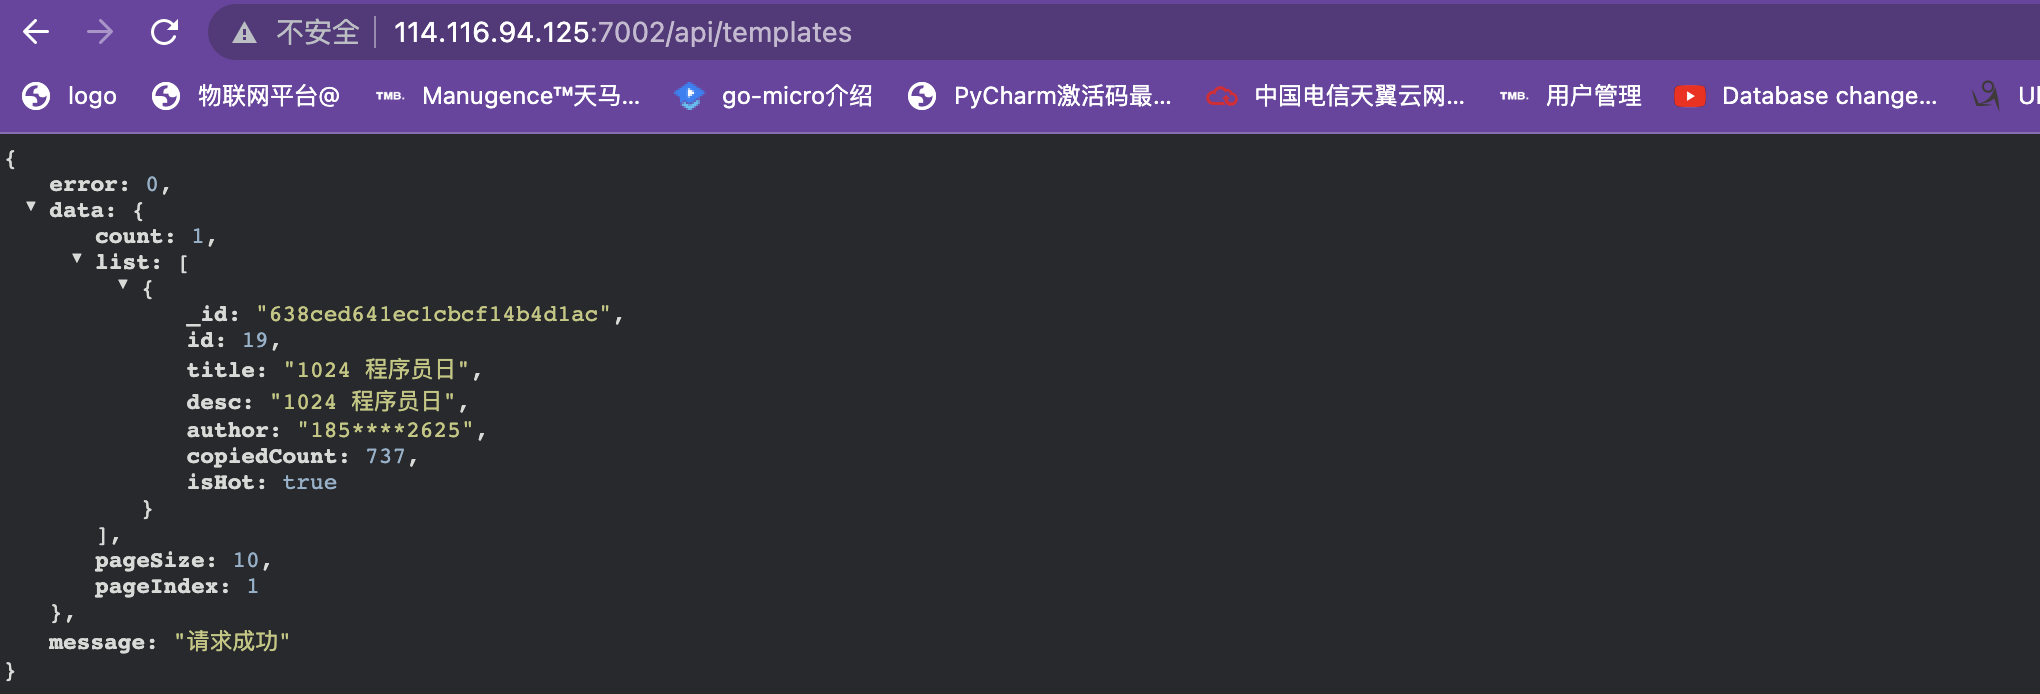 不安全 114.116.94.125:7002/api/templates
logo 物联网平台@ TMB. Manugence™天马... go-micro介绍 PyCharm激活码最... 中国电信天翼云网... TMB. 用户管理 Database change...
{
error: 0,
data: {
count: 1,
list: [
{
_id: "638ced641ec1cbcf14b4d1ac",
id: 19,
title: "1024 程序员日",
desc: "1024 程序员日",
author: "185****2625",
copiedCount: 737,
isHot: true
}
],
pageSize: 10,
pageIndex: 1
},
message: "请求成功"
}